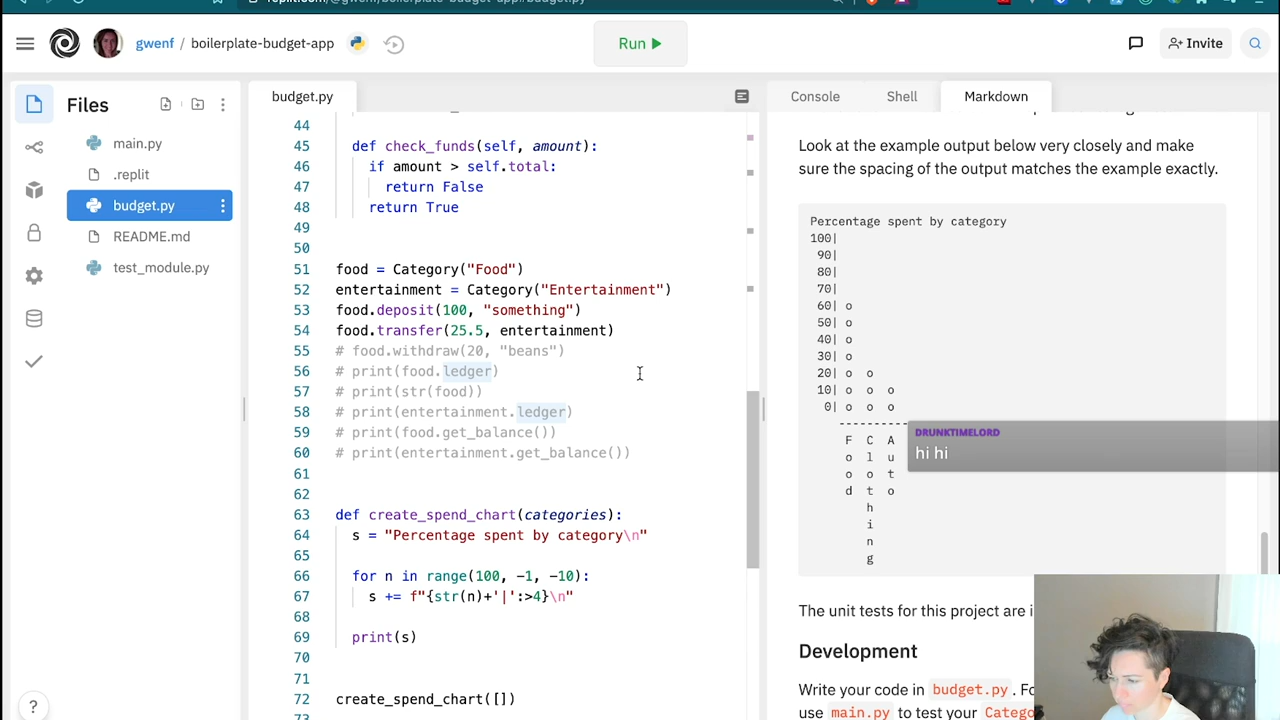 gwenf / boilerplate-budget-app
Run
Invite
Files
main.py
.replit
budget.py
README.md
test_module.py
budget.py
44
45 def check_funds(self, amount):
46 if amount > self.total:
47 return False
48 return True
49
50
51 food = Category("Food")
52 entertainment = Category("Entertainment")
53 food.deposit(100, "something")
54 food.transfer(25.5, entertainment)
55 # food.withdraw(20, "beans")
56 # print(food.ledger)
57 # print(str(food))
58 # print(entertainment.ledger)
59 # print(food.get_balance())
60 # print(entertainment.get_balance())
61
62
63 def create_spend_chart(categories):
64 s = "Percentage spent by category\n"
65
66 for n in range(100, -1, -10):
67 s += f"{str(n)+'|':>4}\n"
68
69 print(s)
70
71
72 create_spend_chart([])
73
Console Shell Markdown
Look at the example output below very closely and make
sure the spacing of the output matches the example exactly.
Percentage spent by category
100|
90|
80|
70|
60| o
50| o
40| o
30| o
20| o o
10| o o o
0| o o o
--------
F C A
o l u
o o t
d t o
h
i
n
g
DRUNKTIMELORD
hi hi
The unit tests for this project are i
Development
Write your code in budget.py. Fo
use main.py to test your Catego
?